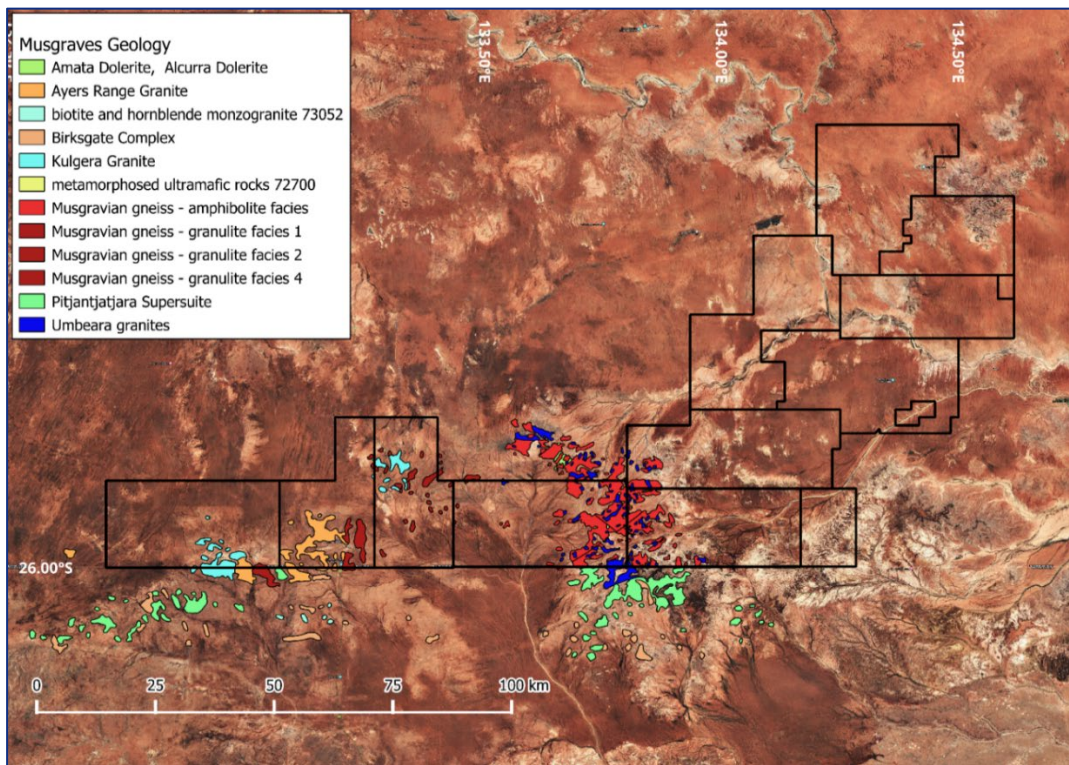 Musgraves Geology
Amata Dolerite, Alcurra Dolerite
Ayers Range Granite
biotite and hornblende monzogranite 73052
Birksgate Complex
Kulgera Granite
metamorphosed ultramafic rocks 72700
Musgravian gneiss - amphibolite facies
Musgravian gneiss - granulite facies 1
Musgravian gneiss - granulite facies 2
Musgravian gneiss - granulite facies 4
Pitjantjatjara Supersuite
Umbeara granites
133.50°E
134.00°E
134.50°E
26.00°S
0 25 50 75 100 km